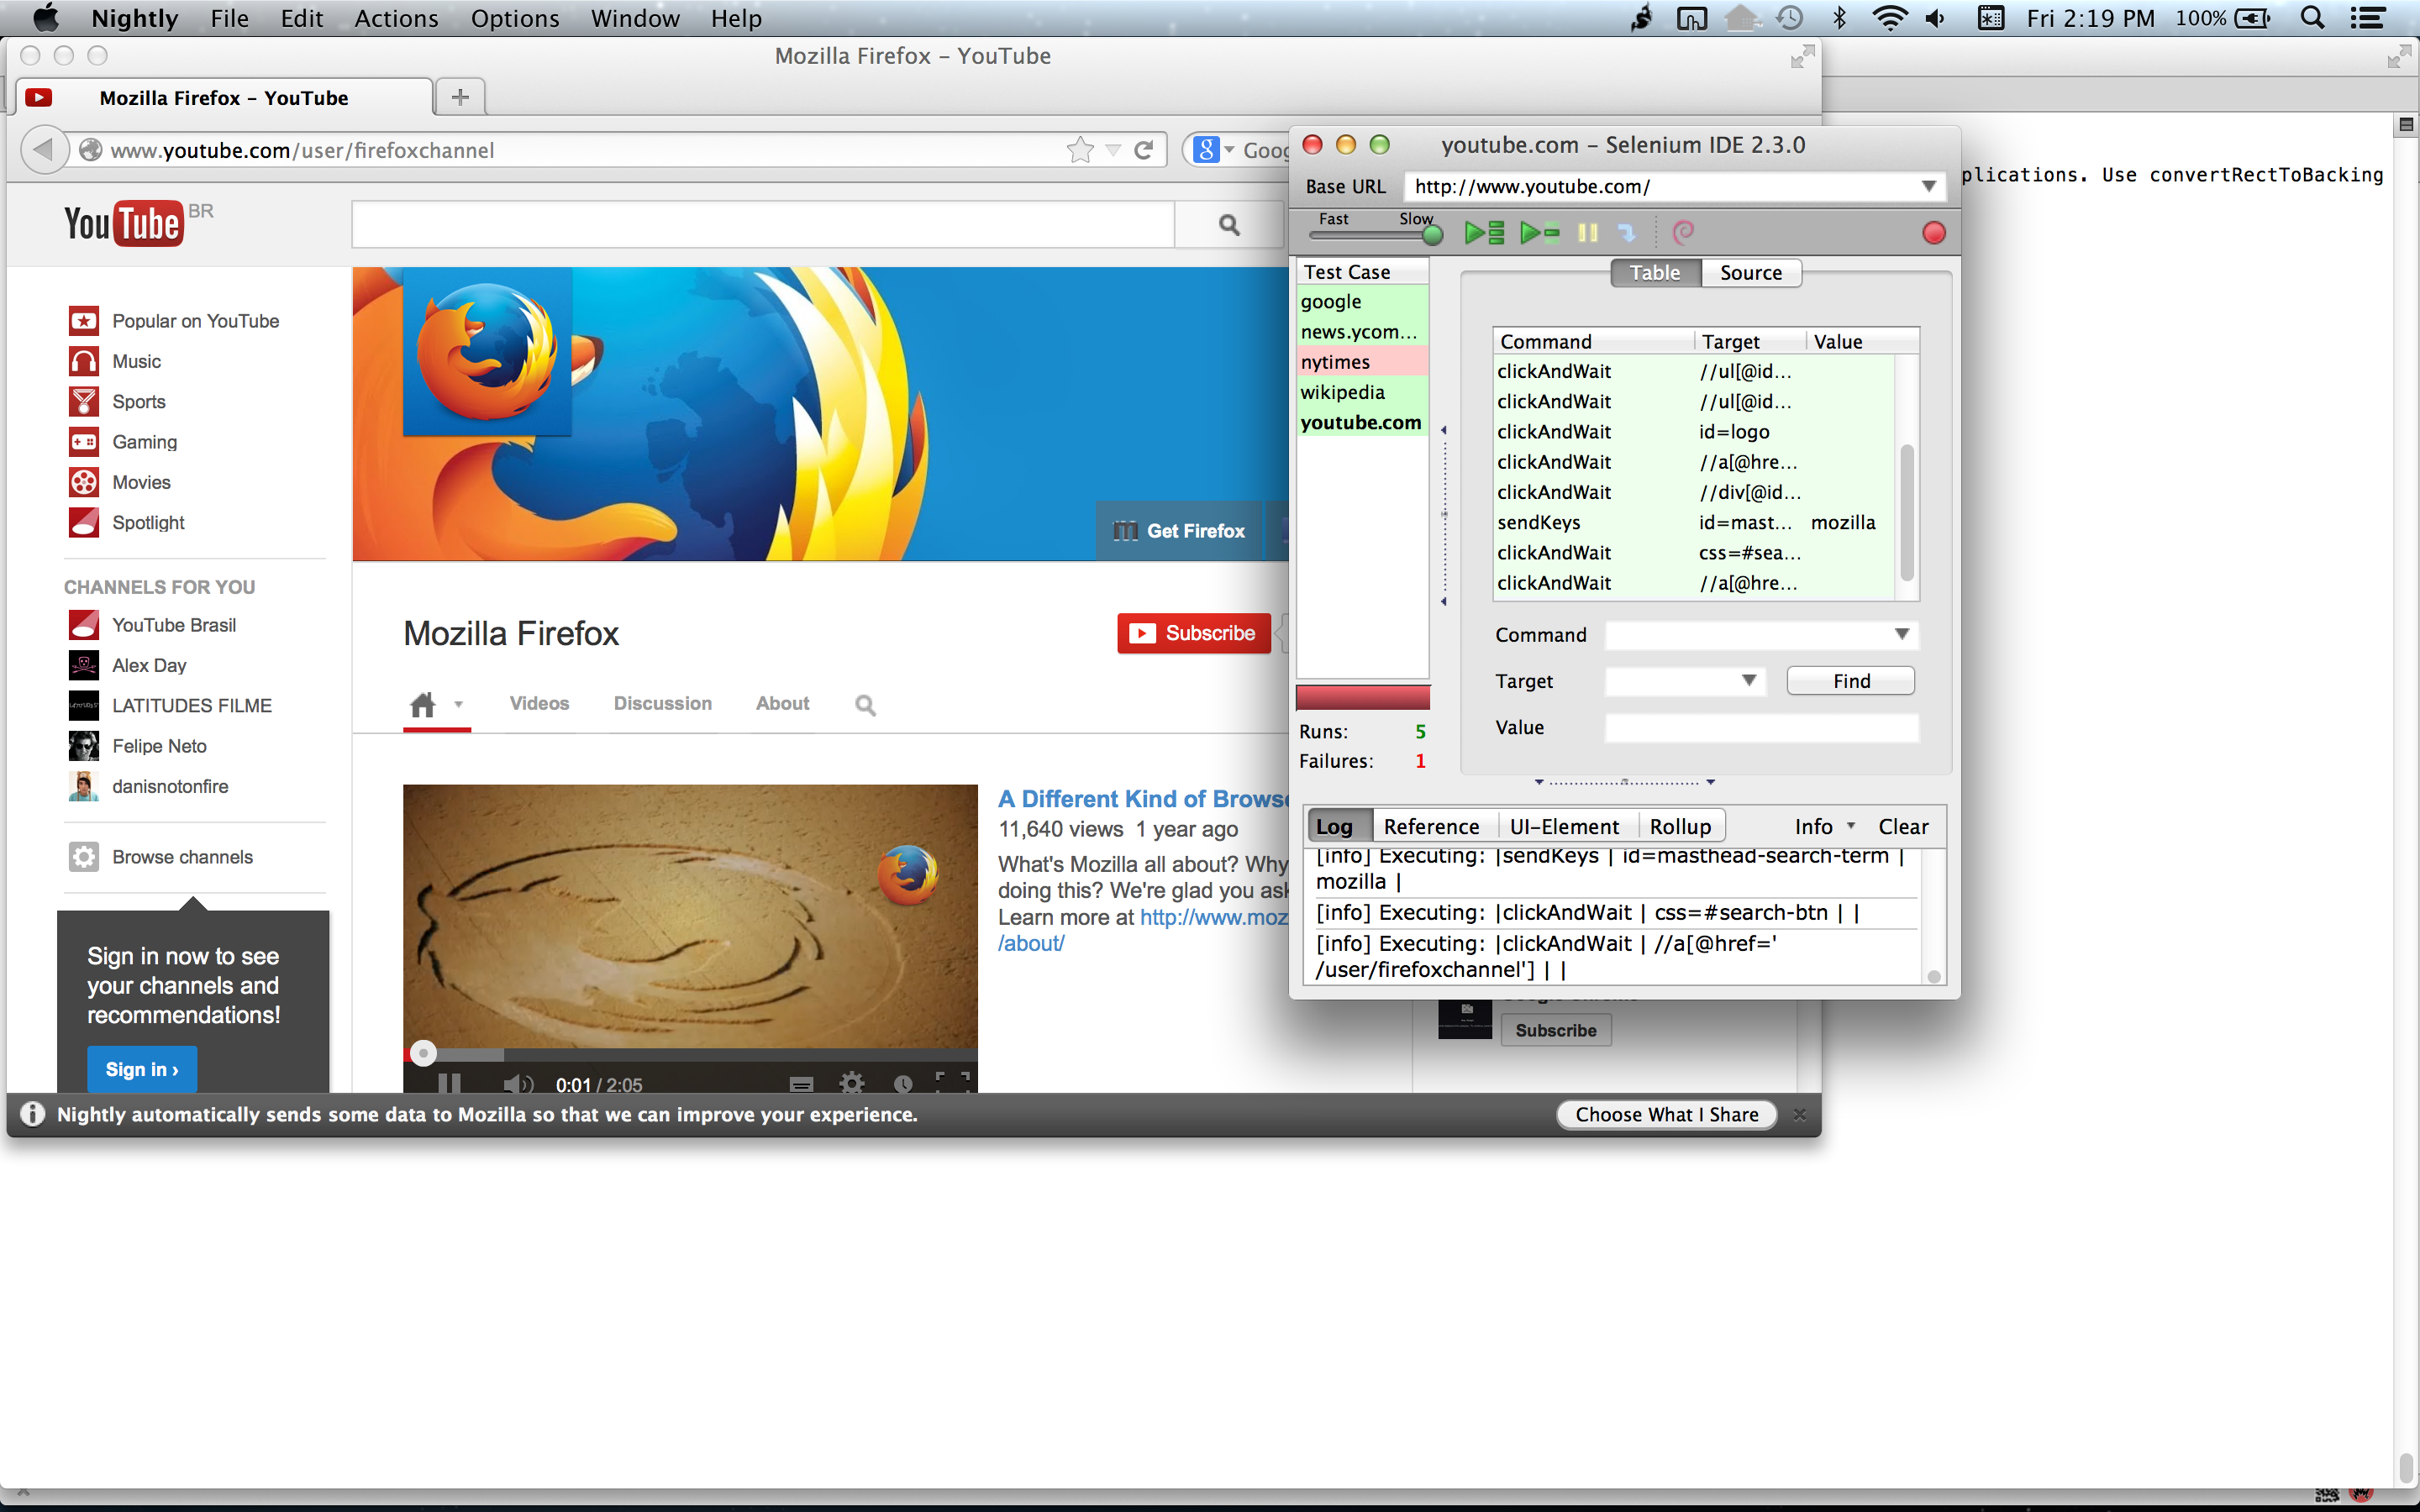 Nightly File Edit Actions Options Window Help
Fri 2:19 PM 100%
Mozilla Firefox – YouTube
Mozilla Firefox – YouTube
www.youtube.com/user/firefoxchannel
Goog
You Tube BR
Popular on YouTube
Music
Sports
Gaming
Movies
Spotlight
CHANNELS FOR YOU
YouTube Brasil
Alex Day
LATITUDES FILME
Felipe Neto
danisnotonfire
Browse channels
Sign in now to see
your channels and
recommendations!
Sign in ›
Get Firefox
Mozilla Firefox
Subscribe
Videos Discussion About
A Different Kind of Browse
11,640 views 1 year ago
What's Mozilla all about? Why
doing this? We're glad you ask
Learn more at http://www.moz
/about/
0:01 / 2:05
Subscribe
Nightly automatically sends some data to Mozilla so that we can improve your experience.
Choose What I Share
plications. Use convertRectToBacking
youtube.com – Selenium IDE 2.3.0
Base URL http://www.youtube.com/
Fast Slow
Test Case
google
news.ycom...
nytimes
wikipedia
youtube.com
Runs: 5
Failures: 1
Table Source
Command Target Value
clickAndWait //ul[@id...
clickAndWait //ul[@id...
clickAndWait id=logo
clickAndWait //a[@hre...
clickAndWait //div[@id...
sendKeys id=mast... mozilla
clickAndWait css=#sea...
clickAndWait //a[@hre...
Command
Target Find
Value
Log Reference UI-Element Rollup Info Clear
[info] Executing: |sendKeys | id=masthead-search-term |
mozilla |
[info] Executing: |clickAndWait | css=#search-btn | |
[info] Executing: |clickAndWait | //a[@href='
/user/firefoxchannel'] | |